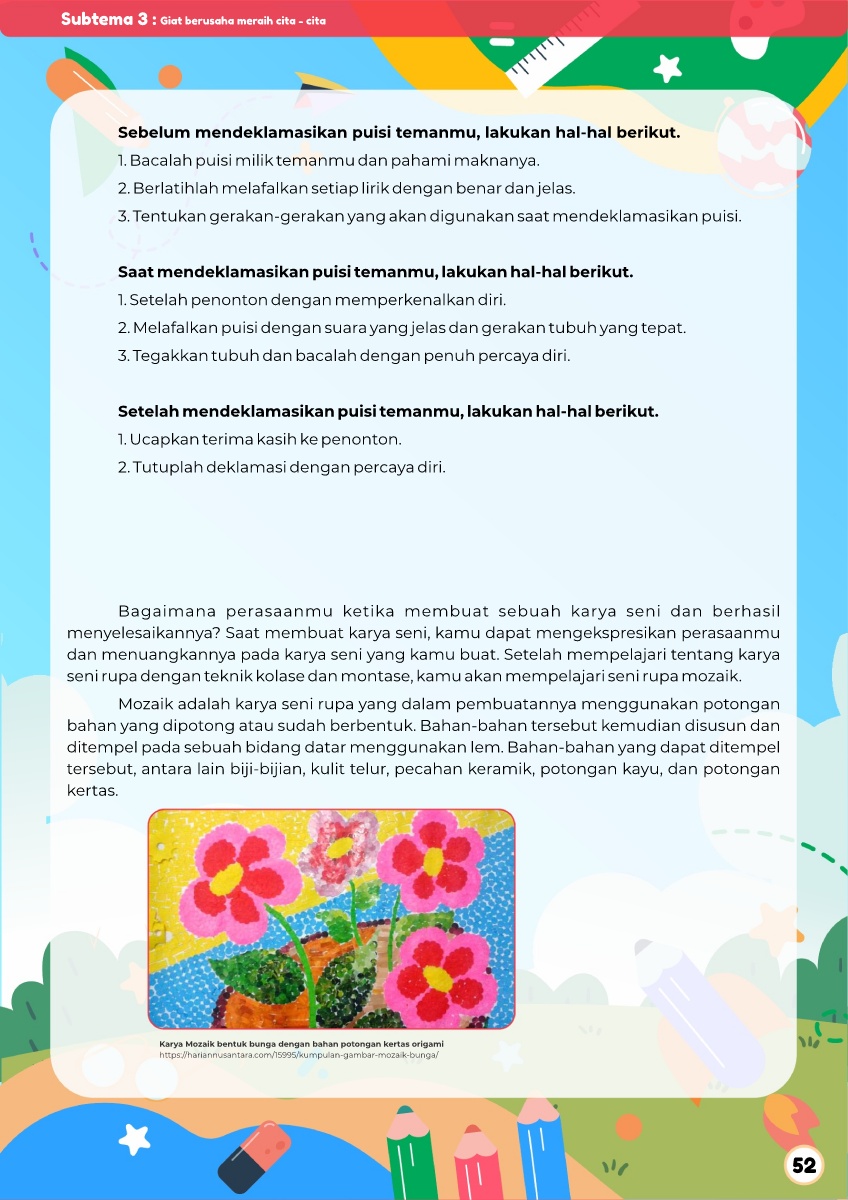 Subtema 3 : Giat berusaha meraih cita - cita
Sebelum mendeklamasikan puisi temanmu, lakukan hal-hal berikut.
1. Bacalah puisi milik temanmu dan pahami maknanya.
2. Berlatihlah melafalkan setiap lirik dengan benar dan jelas.
3. Tentukan gerakan-gerakan yang akan digunakan saat mendeklamasikan puisi.
Saat mendeklamasikan puisi temanmu, lakukan hal-hal berikut.
1. Setelah penonton dengan memperkenalkan diri.
2. Melafalkan puisi dengan suara yang jelas dan gerakan tubuh yang tepat.
3. Tegakkan tubuh dan bacalah dengan penuh percaya diri.
Setelah mendeklamasikan puisi temanmu, lakukan hal-hal berikut.
1. Ucapkan terima kasih ke penonton.
2. Tutuplah deklamasi dengan percaya diri.
Bagaimana perasaanmu ketika membuat sebuah karya seni dan berhasil
menyelesaikannya? Saat membuat karya seni, kamu dapat mengekspresikan perasaanmu
dan menuangkannya pada karya seni yang kamu buat. Setelah mempelajari tentang karya
seni rupa dengan teknik kolase dan montase, kamu akan mempelajari seni rupa mozaik.
Mozaik adalah karya seni rupa yang dalam pembuatannya menggunakan potongan
bahan yang dipotong atau sudah berbentuk. Bahan-bahan tersebut kemudian disusun dan
ditempel pada sebuah bidang datar menggunakan lem. Bahan-bahan yang dapat ditempel
tersebut, antara lain biji-bijian, kulit telur, pecahan keramik, potongan kayu, dan potongan
kertas.
Karya Mozaik bentuk bunga dengan bahan potongan kertas origami
https://hariannusantara.com/15995/kumpulan-gambar-mozaik-bunga/
52